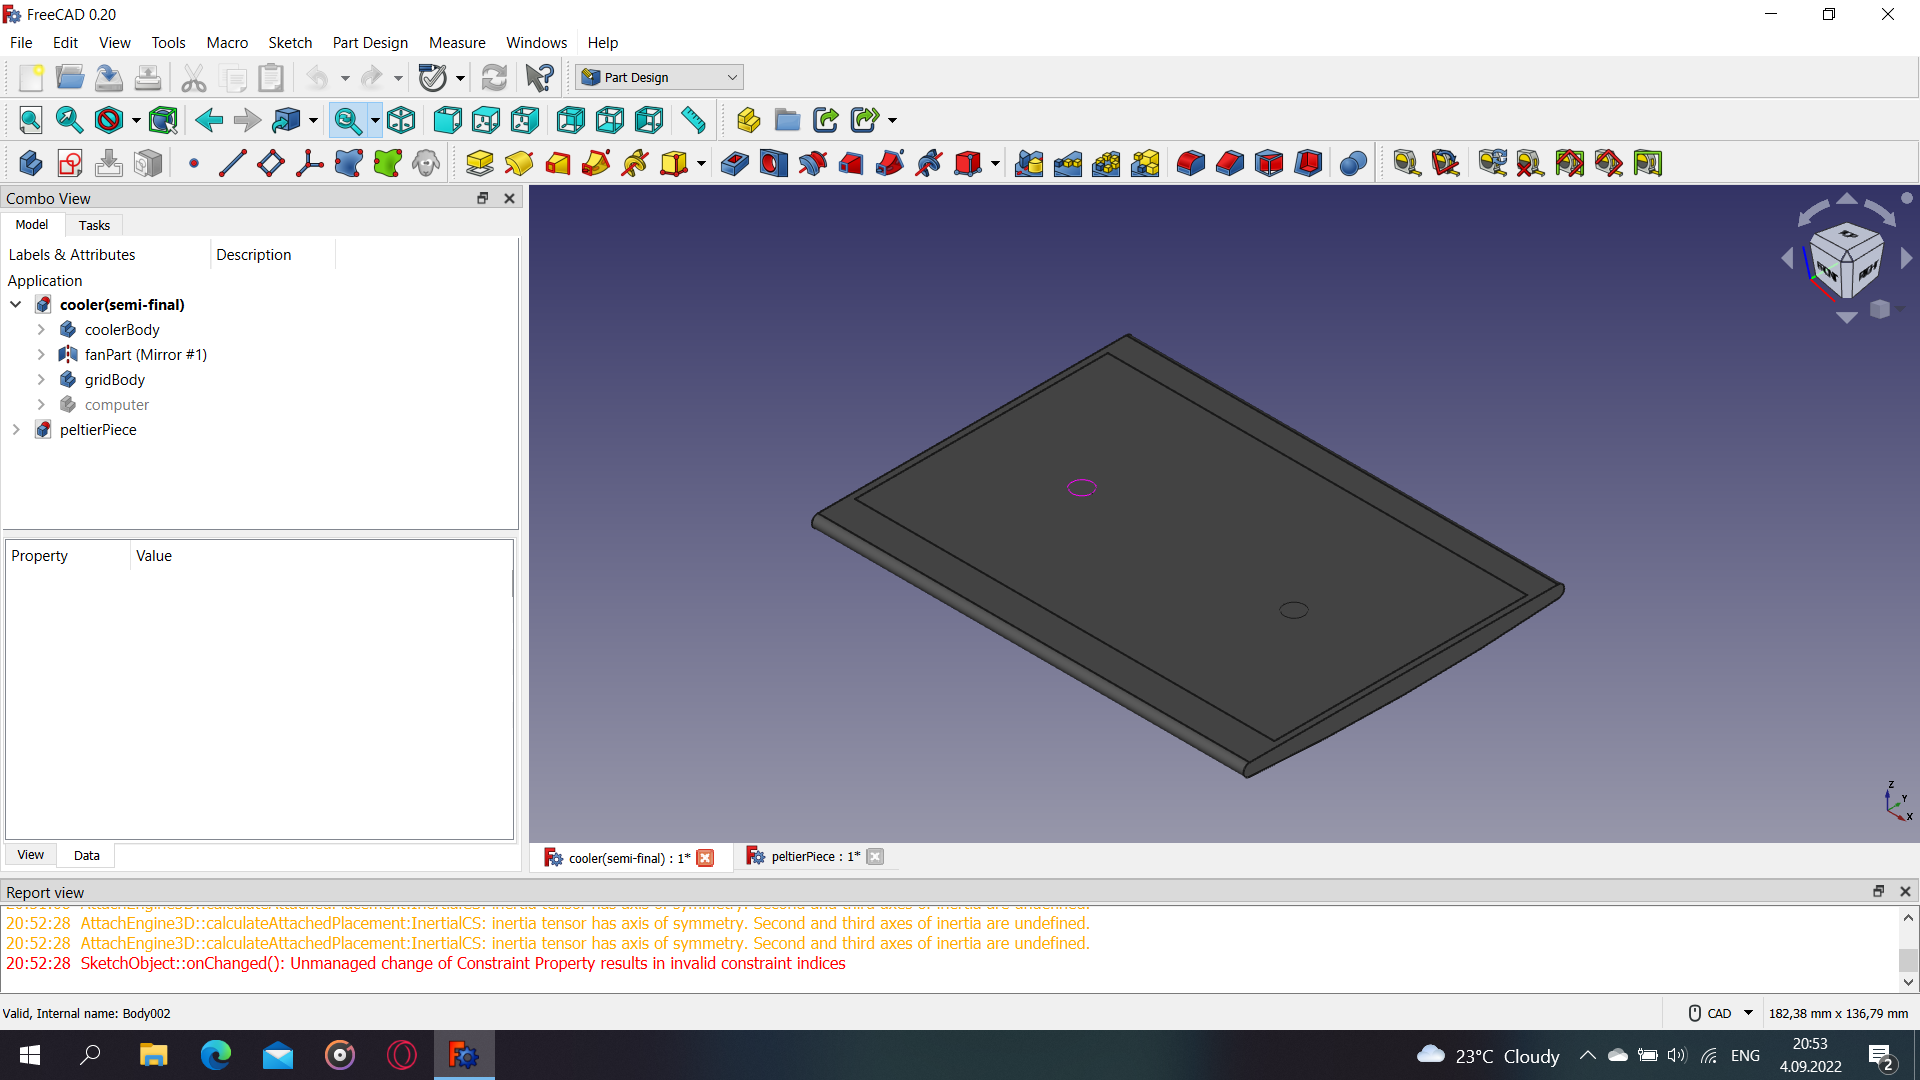 FreeCAD 0.20
File Edit View Tools Macro Sketch Part Design Measure Windows Help
Part Design
Combo View
Model Tasks
Labels & Attributes Description
Application
cooler(semi-final)
coolerBody
fanPart (Mirror #1)
gridBody
computer
peltierPiece
Property Value
View Data
TOP
FRONT RIGHT
Z
Y
X
cooler(semi-final) : 1*
peltierPiece : 1*
Report view
20:52:28 AttachEngine3D::calculateAttachedPlacement:InertialCS: inertia tensor has axis of symmetry. Second and third axes of inertia are undefined.
20:52:28 AttachEngine3D::calculateAttachedPlacement:InertialCS: inertia tensor has axis of symmetry. Second and third axes of inertia are undefined.
20:52:28 SketchObject::onChanged(): Unmanaged change of Constraint Property results in invalid constraint indices
Valid, Internal name: Body002
CAD
182,38 mm x 136,79 mm
23°C Cloudy
ENG
20:53
4.09.2022
2